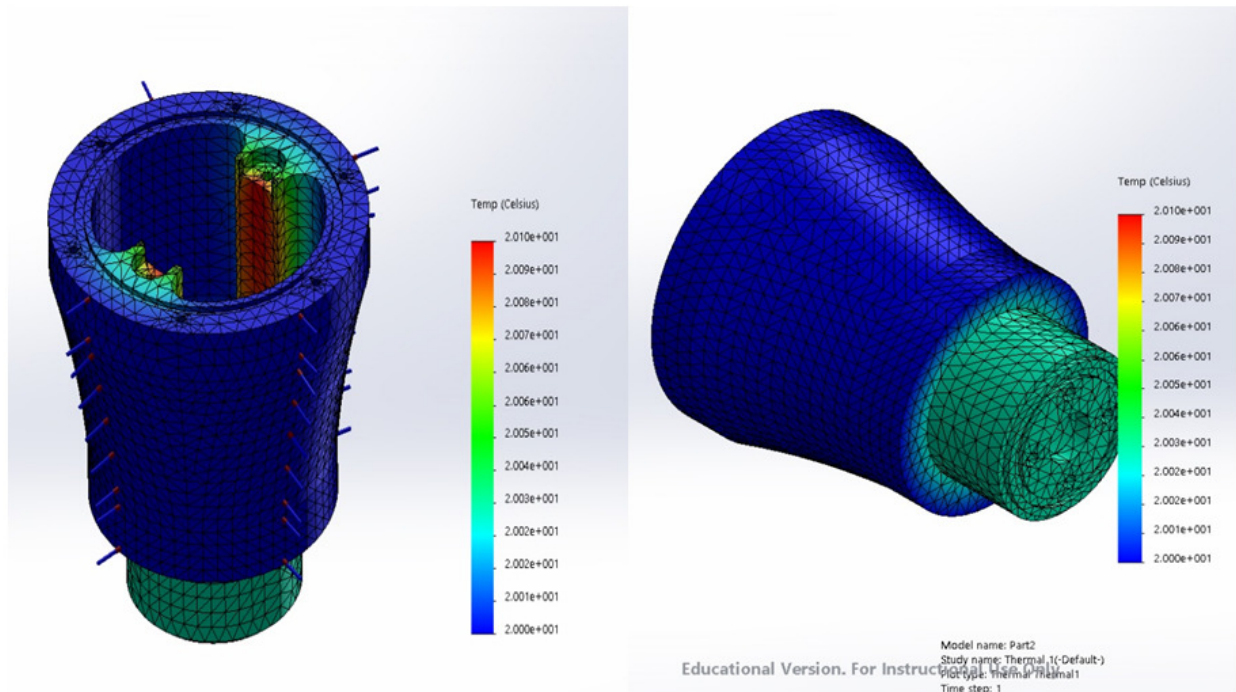 Temp (Celsius)
2.010e+001
2.009e+001
2.008e+001
2.007e+001
2.006e+001
2.005e+001
2.004e+001
2.003e+001
2.002e+001
2.002e+001
2.001e+001
2.000e+001
Temp (Celsius)
2.010e+001
2.009e+001
2.008e+001
2.007e+001
2.006e+001
2.006e+001
2.005e+001
2.004e+001
2.003e+001
2.002e+001
2.002e+001
2.001e+001
2.000e+001
Model name: Part2
Study name: Thermal 1(-Default-)
Educational Version. For Instructional Use Only
Plot type: Thermal Thermal1
Time step: 1